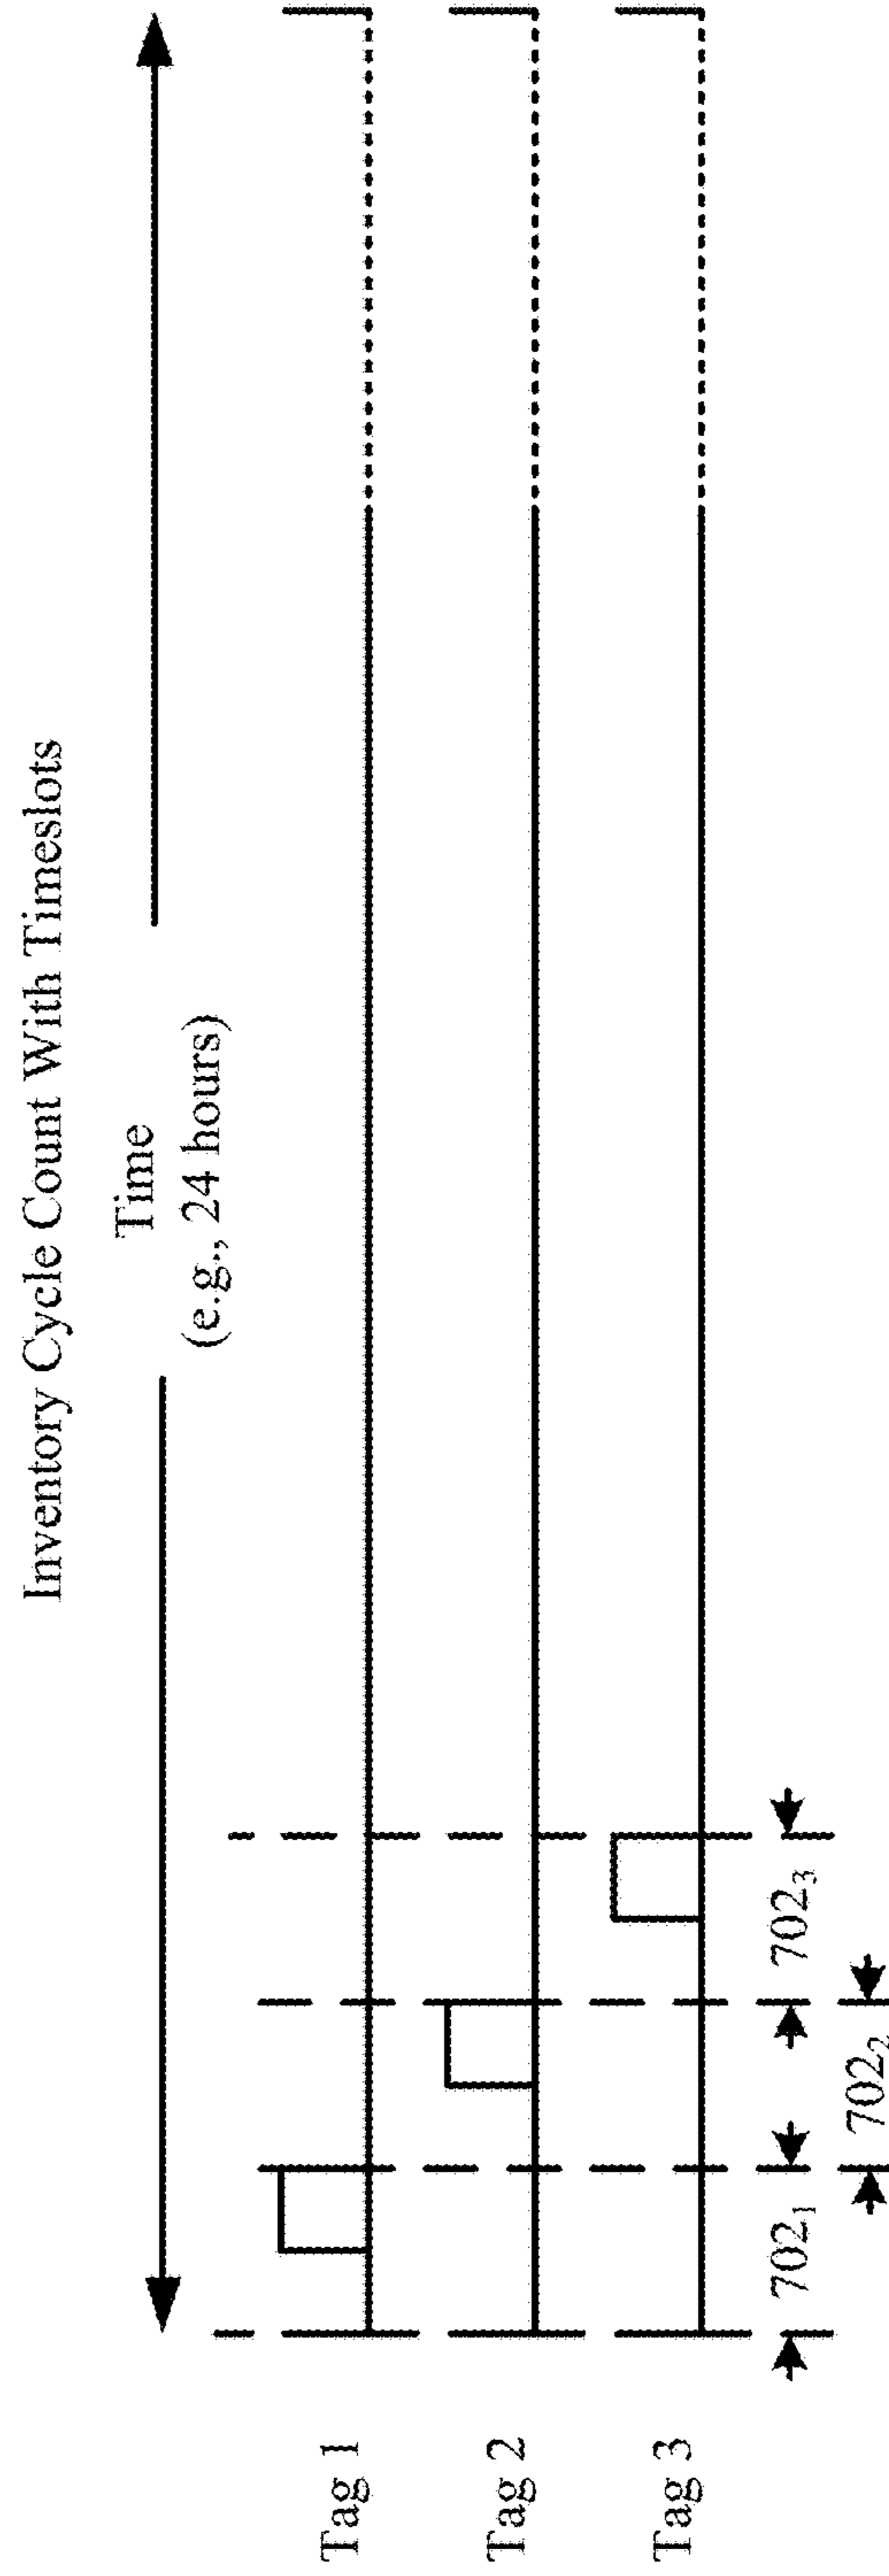 Inventory Cycle Count With Timeslots
Time
(e.g., 24 hours)
Tag 1
Tag 2
Tag 3
702₁
702₃
702₂